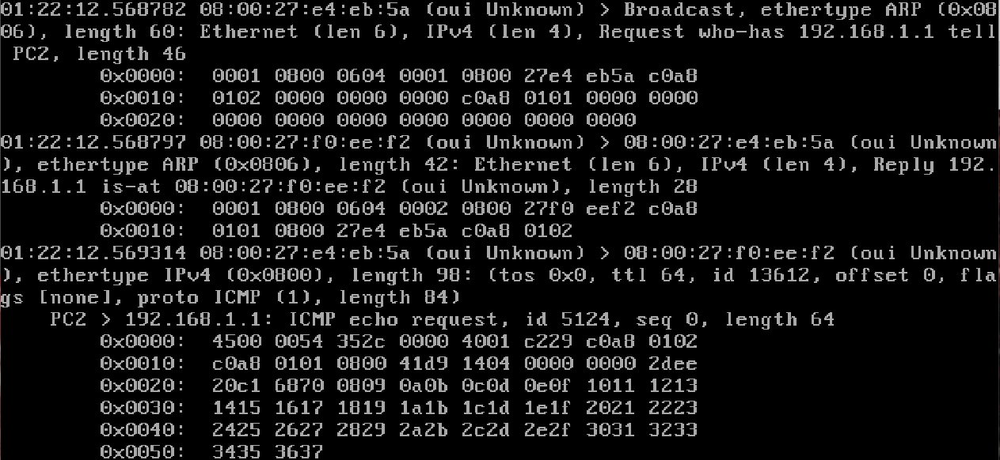 01:22:12.568782 08:00:27:e4:eb:5a (oui Unknown) > Broadcast, ethertype ARP (0x08
06), length 60: Ethernet (len 6), IPv4 (len 4), Request who-has 192.168.1.1 tell
 PC2, length 46
        0x0000:  0001 0800 0604 0001 0800 27e4 eb5a c0a8
        0x0010:  0102 0000 0000 0000 c0a8 0101 0000 0000
        0x0020:  0000 0000 0000 0000 0000 0000 0000
01:22:12.568797 08:00:27:f0:ee:f2 (oui Unknown) > 08:00:27:e4:eb:5a (oui Unknown
), ethertype ARP (0x0806), length 42: Ethernet (len 6), IPv4 (len 4), Reply 192.
168.1.1 is-at 08:00:27:f0:ee:f2 (oui Unknown), length 28
        0x0000:  0001 0800 0604 0002 0800 27f0 eef2 c0a8
        0x0010:  0101 0800 27e4 eb5a c0a8 0102
01:22:12.569314 08:00:27:e4:eb:5a (oui Unknown) > 08:00:27:f0:ee:f2 (oui Unknown
), ethertype IPv4 (0x0800), length 98: (tos 0x0, ttl 64, id 13612, offset 0, fla
gs [none], proto ICMP (1), length 84)
    PC2 > 192.168.1.1: ICMP echo request, id 5124, seq 0, length 64
        0x0000:  4500 0054 352c 0000 4001 c229 c0a8 0102
        0x0010:  c0a8 0101 0800 41d9 1404 0000 0000 2dee
        0x0020:  20c1 6870 0809 0a0b 0c0d 0e0f 1011 1213
        0x0030:  1415 1617 1819 1a1b 1c1d 1e1f 2021 2223
        0x0040:  2425 2627 2829 2a2b 2c2d 2e2f 3031 3233
        0x0050:  3435 3637